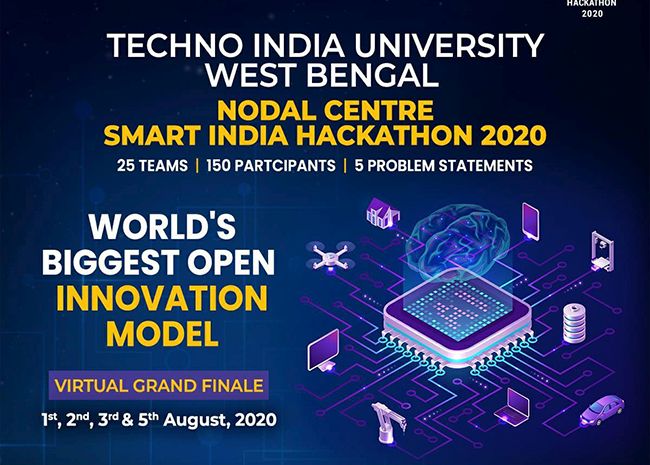 HACKATHON
2020
TECHNO INDIA UNIVERSITY
WEST BENGAL
NODAL CENTRE
SMART INDIA HACKATHON 2020
25 TEAMS | 150 PARTCIPANTS | 5 PROBLEM STATEMENTS
WORLD'S
BIGGEST OPEN
INNOVATION
MODEL
VIRTUAL GRAND FINALE
1st, 2nd, 3rd & 5th August, 2020